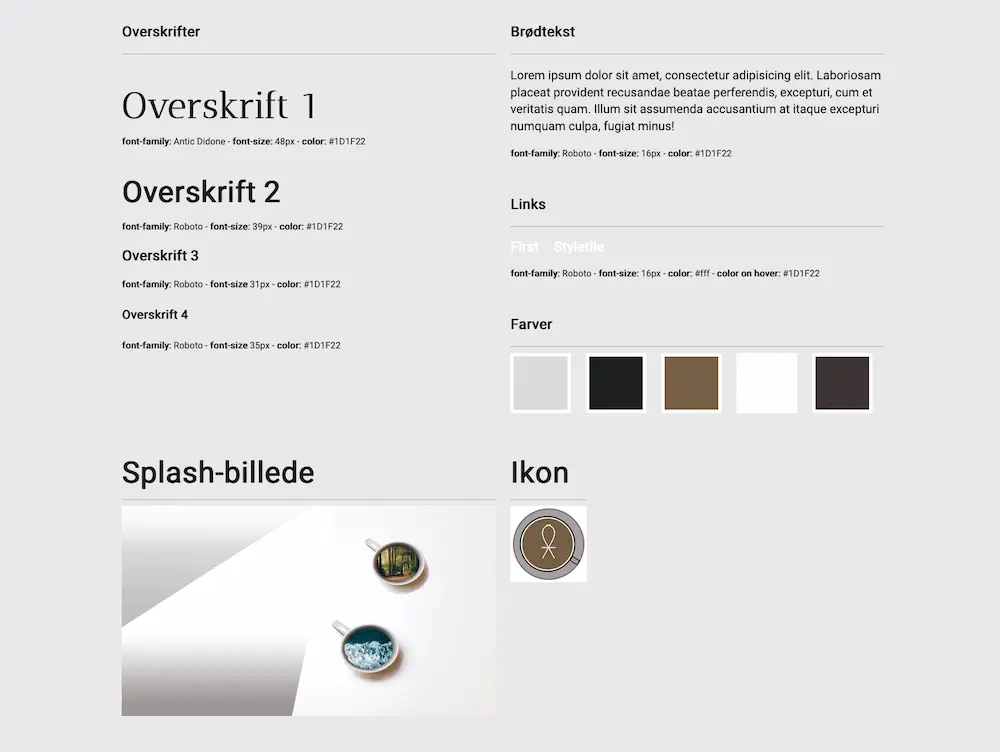 Overskrifter
Overskrift 1
font-family: Antic Didone - font-size: 48px - color: #1D1F22
Overskrift 2
font-family: Roboto - font-size: 39px - color: #1D1F22
Overskrift 3
font-family: Roboto - font-size 31px - color: #1D1F22
Overskrift 4
font-family: Roboto - font-size 35px - color: #1D1F22
Brødtekst
Lorem ipsum dolor sit amet, consectetur adipisicing elit. Laboriosam
placeat provident recusandae beatae perferendis, excepturi, cum et
veritatis quam. Illum sit assumenda accusantium at itaque excepturi
numquam culpa, fugiat minus!
font-family: Roboto - font-size: 16px - color: #1D1F22
Links
First Styletile
font-family: Roboto - font-size: 16px - color: #fff - color on hover: #1D1F22
Farver
Splash-billede
Ikon